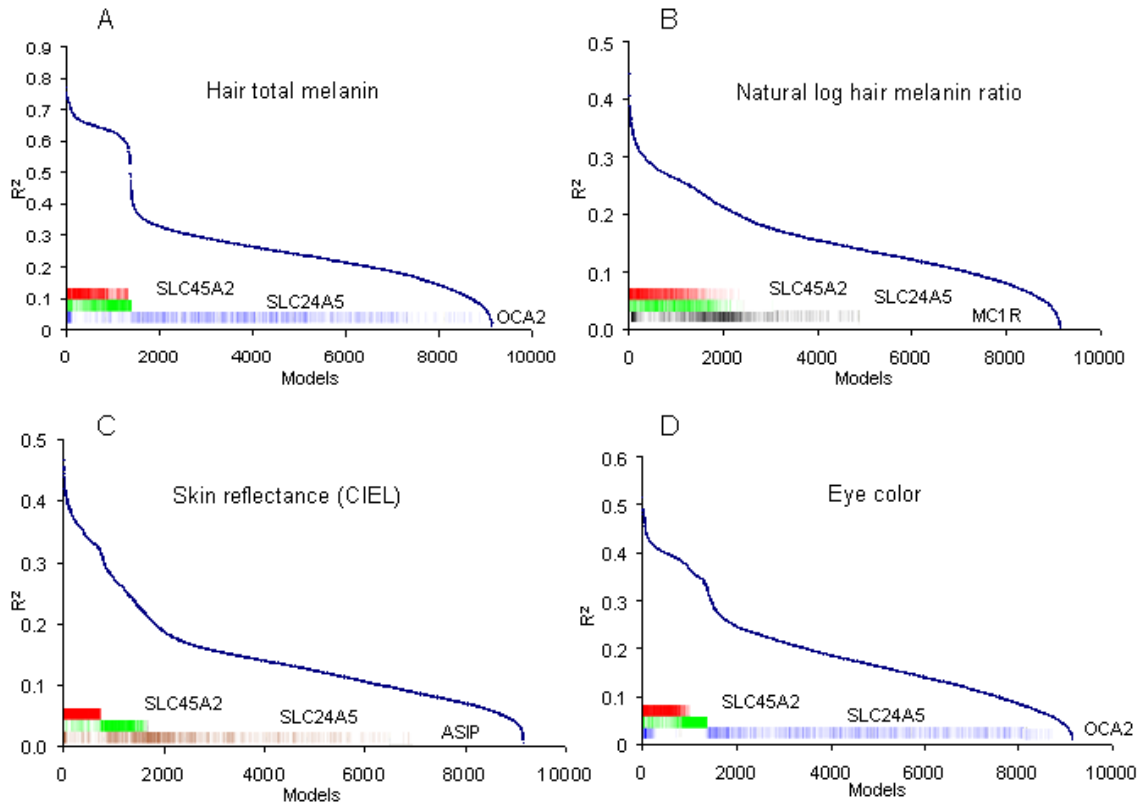 A
Hair total melanin
R²
0.9
0.8
0.7
0.6
0.5
0.4
0.3
0.2
0.1
0
SLC45A2
SLC24A5
OCA2
0 2000 4000 6000 8000 10000
Models
B
Natural log hair melanin ratio
R²
0.5
0.4
0.3
0.2
0.1
0.0
SLC45A2
SLC24A5
MC1R
0 2000 4000 6000 8000 10000
Models
C
Skin reflectance (CIEL)
R²
0.5
0.4
0.3
0.2
0.1
0.0
SLC45A2
SLC24A5
ASIP
0 2000 4000 6000 8000 10000
Models
D
Eye color
R²
0.6
0.5
0.4
0.3
0.2
0.1
0
SLC45A2
SLC24A5
OCA2
0 2000 4000 6000 8000 10000
Models